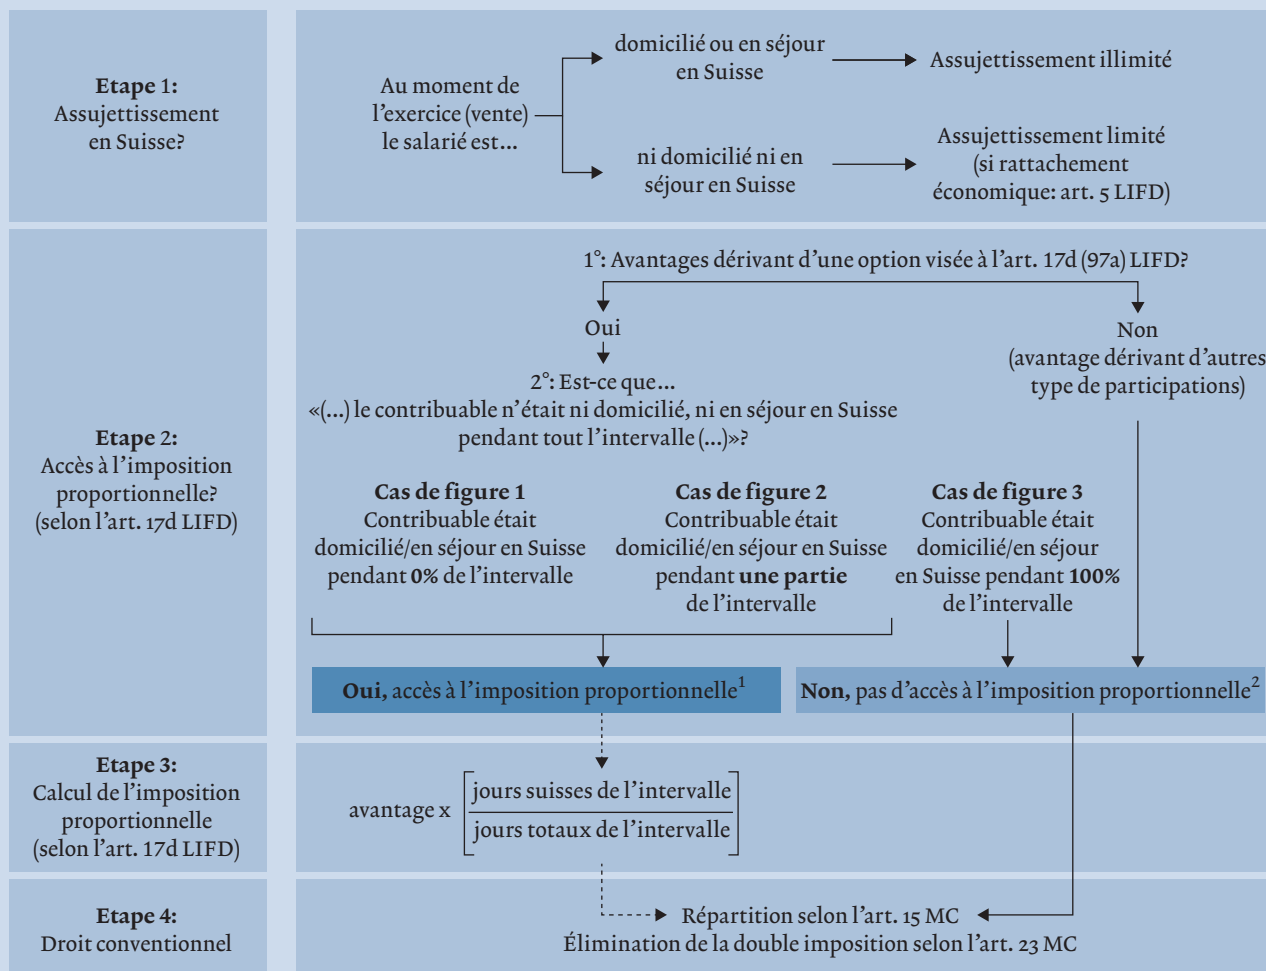 Etape 1:
Assujettissement
en Suisse?
Au moment de
l'exercice (vente)
le salarié est…
domicilié ou en séjour
en Suisse
Assujettissement illimité
ni domicilié ni en
séjour en Suisse
Assujettissement limité
(si rattachement
économique: art. 5 LIFD)
Etape 2:
Accès à l'imposition
proportionnelle?
(selon l'art. 17d LIFD)
1°: Avantages dérivant d'une option visée à l'art. 17d (97a) LIFD?
Oui
Non
(avantage dérivant d'autres
type de participations)
2°: Est-ce que…
«(…) le contribuable n'était ni domicilié, ni en séjour en Suisse
pendant tout l'intervalle (…)»?
Cas de figure 1
Contribuable était
domicilié/en séjour en Suisse
pendant 0% de l'intervalle
Cas de figure 2
Contribuable était
domicilié/en séjour en Suisse
pendant une partie
de l'intervalle
Cas de figure 3
Contribuable était
domicilié/en séjour
en Suisse pendant 100%
de l'intervalle
Oui, accès à l'imposition proportionnelle¹
Non, pas d'accès à l'imposition proportionnelle²
Etape 3:
Calcul de l'imposition
proportionnelle
(selon l'art. 17d LIFD)
avantage x
jours suisses de l'intervalle
jours totaux de l'intervalle
Etape 4:
Droit conventionnel
Répartition selon l'art. 15 MC
Élimination de la double imposition selon l'art. 23 MC